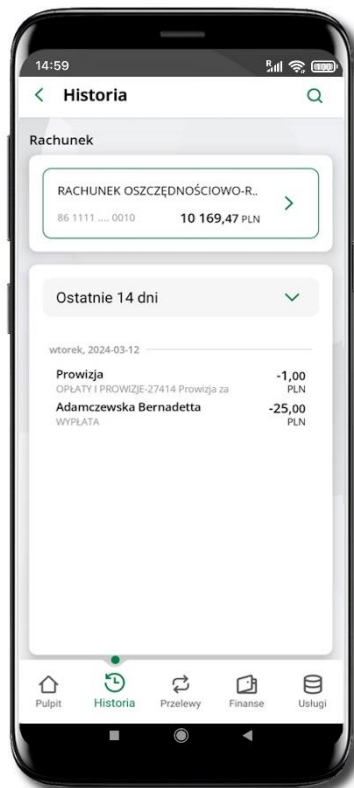 14:59
R
Historia
Rachunek
RACHUNEK OSZCZĘDNOŚCIOWO-R..
86 1111 .... 0010 10 169,47 PLN
Ostatnie 14 dni
wtorek, 2024-03-12
Prowizja -1,00
OPŁATY I PROWIZJE-27414 Prowizja za PLN
Adamczewska Bernadetta -25,00
WYPŁATA PLN
Pulpit Historia Przelewy Finanse Usługi